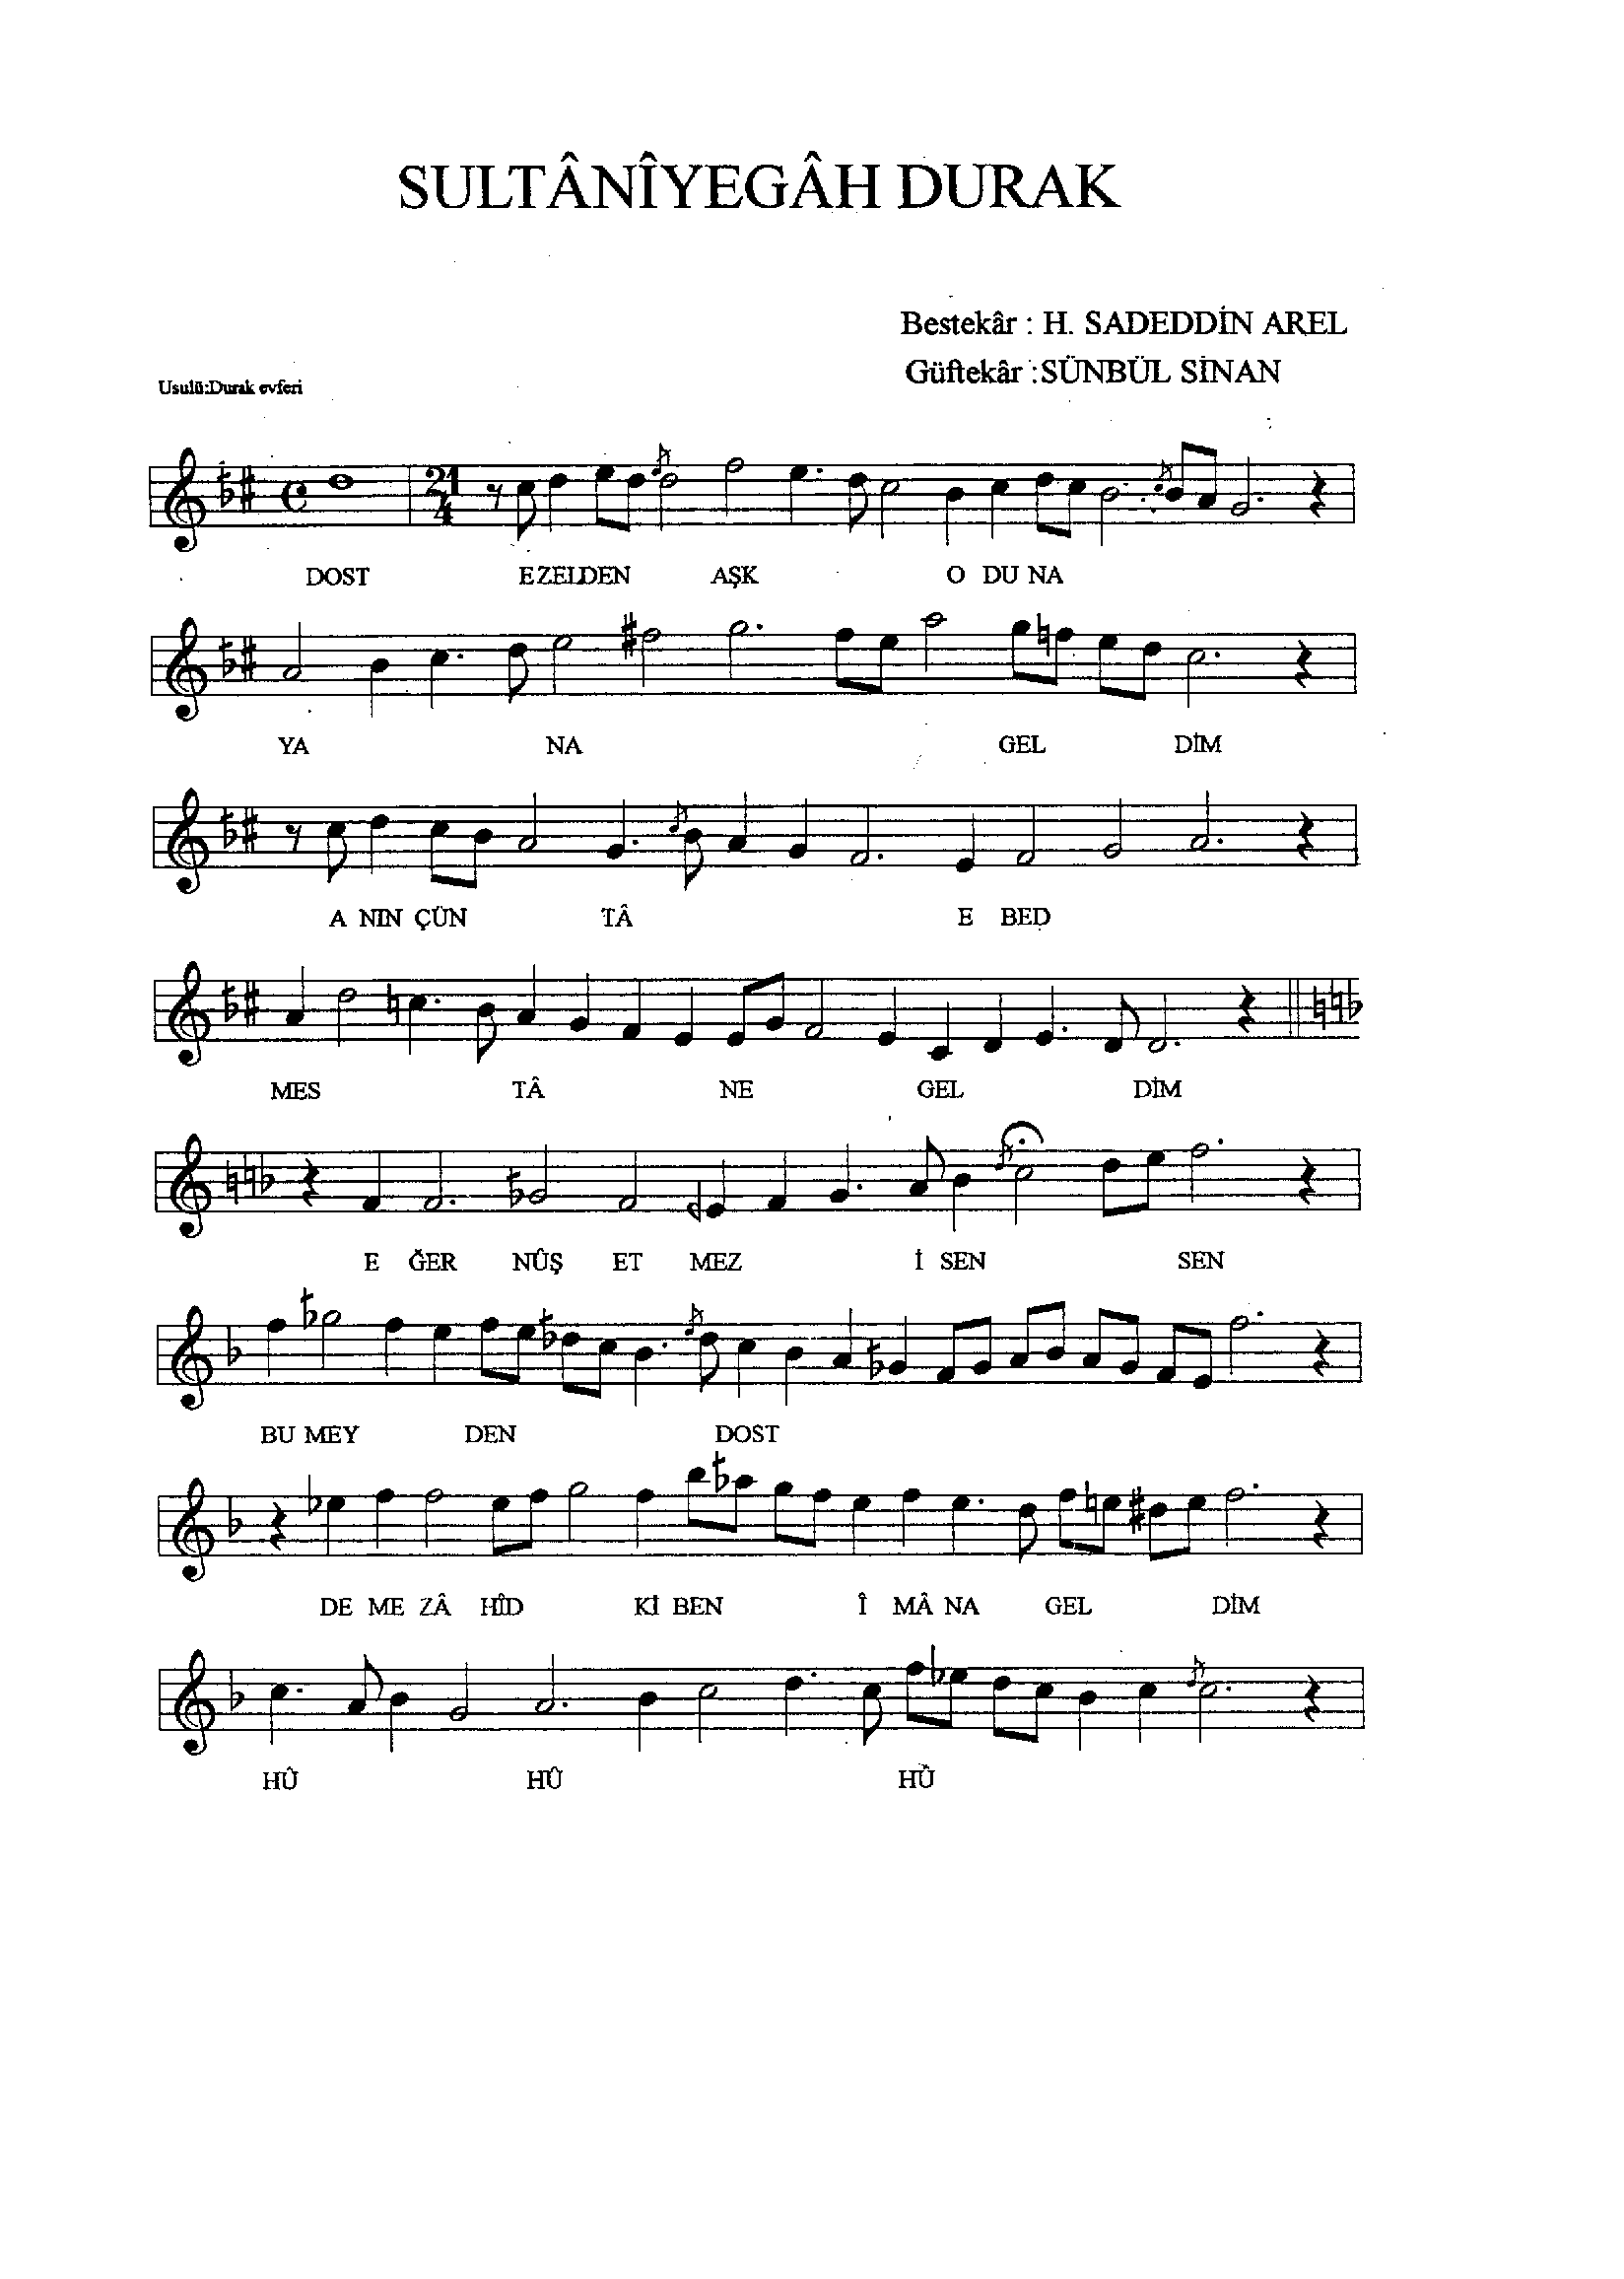 SULTÂNÎYEGÂH DURAK
Bestekâr : H. SADEDDİN AREL
Güftekâr :SÜNBÜL SİNAN
Usulü:Durak evferi
21
4
DOST EZELDEN AŞK O DU NA
YA NA GEL DİM
A NIN ÇÜN TÂ E BED
MES TÂ NE GEL DİM
E ĞER NÛŞ ET MEZ İ SEN SEN
BU MEY DEN DOST
DE ME ZÂ HÎD Kİ BEN Î MÂ NA GEL DİM
HÛ HÛ HÛ